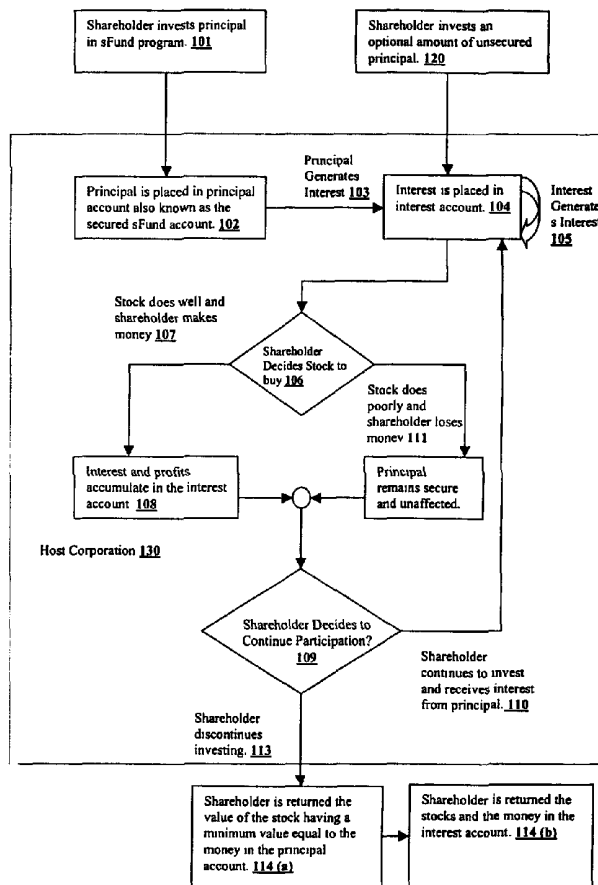 Shareholder invests principal
in sFund program. 101
Shareholder invests an
optional amount of unsecured
principal.
120
Principal
Generates
Interest 103
Principal is placed in principal
account also known as the
secured sFund account.
102
Interest is placed in
interest account. 104
Interest
Generate
s Interest
105
Stock does well and
shareholder makes
money 107
Shareholder
Decides Stock to
buy 106
Stock does
poorly and
shareholder loses
money 111
Interest and profits
accumulate in the interest
account 108
Principal
remains secure
and unaffected.
Host Corporation 130
Shareholder Decides to
Continue Participation?
109
Shareholder
continues to invest
and receives interest
from principal. 110
Shareholder
discontinues
investing. 113
Shareholder is returned the
value of the stock having a
minimum value equal to the
money in the principal
account. 114 (a)
Shareholder is returned the
stocks and the money in the
interest account. 114 (b)